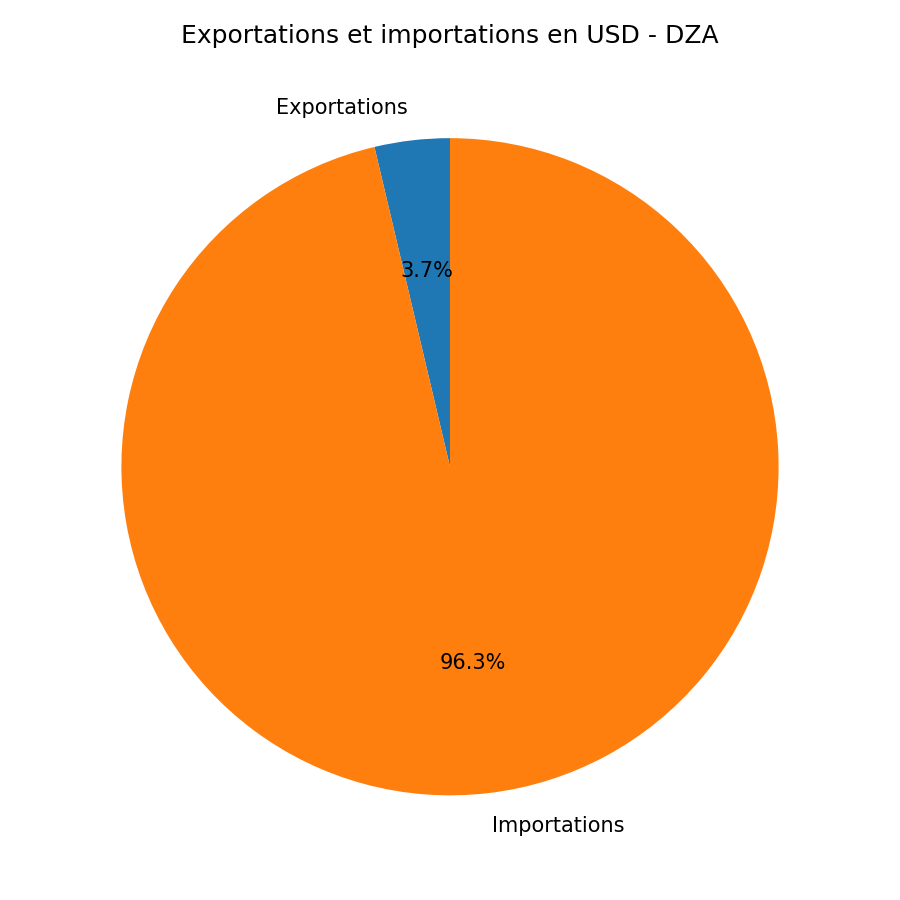 Exportations et importations en USD - DZA
Exportations
3.7%
96.3%
Importations